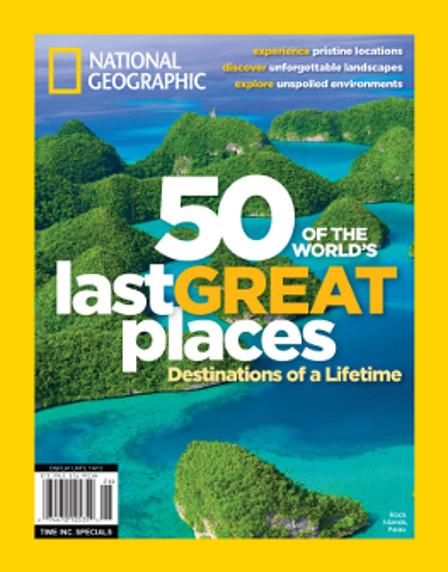 NATIONAL
GEOGRAPHIC
experience pristine locations
discover unforgettable landscapes
explore unspoiled environments
50
OF THE
WORLD'S
lastGREAT
places
Destinations of a Lifetime
TIME INC. SPECIALS
Rock
Islands,
Palau